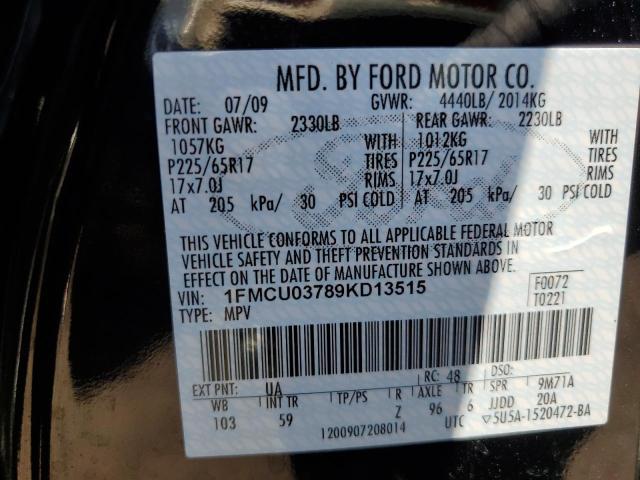 MFD. BY FORD MOTOR CO.
DATE: 07/09 GVWR: 4440LB/ 2014KG
FRONT GAWR: 2330LB REAR GAWR: 2230LB
1057KG WITH 1012KG WITH
P225/65R17 TIRES P225/65R17 TIRES
17x7.0J RIMS 17x7.0J RIMS
AT 205 kPa/ 30 PSI COLD AT 205 kPa/ 30 PSI COLD
THIS VEHICLE CONFORMS TO ALL APPLICABLE FEDERAL MOTOR
VEHICLE SAFETY AND THEFT PREVENTION STANDARDS IN
EFFECT ON THE DATE OF MANUFACTURE SHOWN ABOVE.
VIN: 1FMCU03789KD13515 F0072
TYPE: MPV T0221
EXT PNT: UA RC: 48 DSO:
WB INT TR TP/PS R AXLE TR SPR 9M71A
103 59 Z 96 6 JJDD 20A
1200907208014 UTC ▽5U5A-1520472-BA